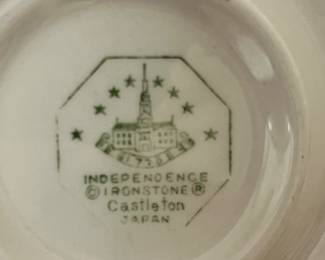 INDEPENDENCE
© IRONSTONE ®
Castleton
JAPAN